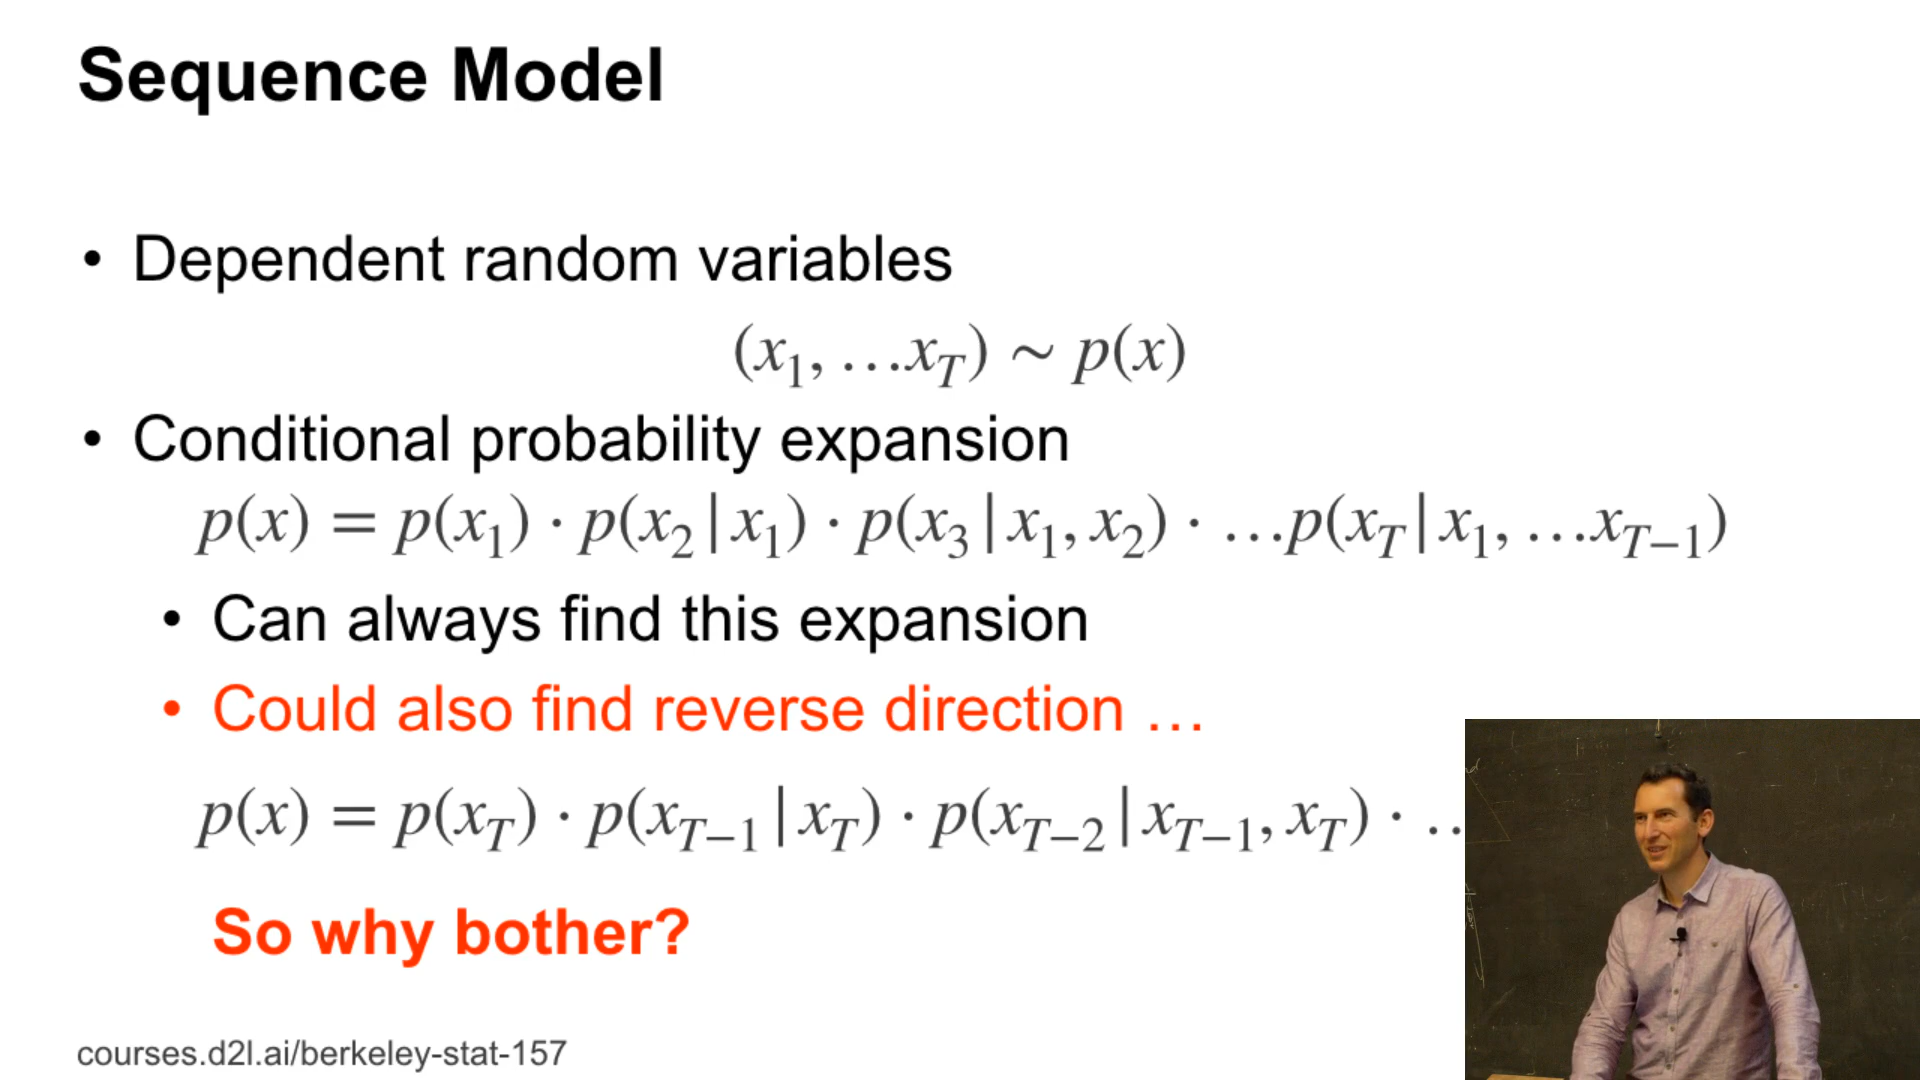 Sequence Model
• Dependent random variables
(x₁, …x_T) ∼ p(x)
• Conditional probability expansion
p(x) = p(x₁) · p(x₂ | x₁) · p(x₃ | x₁, x₂) · …p(x_T | x₁, …x_{T−1})
• Can always find this expansion
• Could also find reverse direction …
p(x) = p(x_T) · p(x_{T−1} | x_T) · p(x_{T−2} | x_{T−1}, x_T) · ..
So why bother?
courses.d2l.ai/berkeley-stat-157